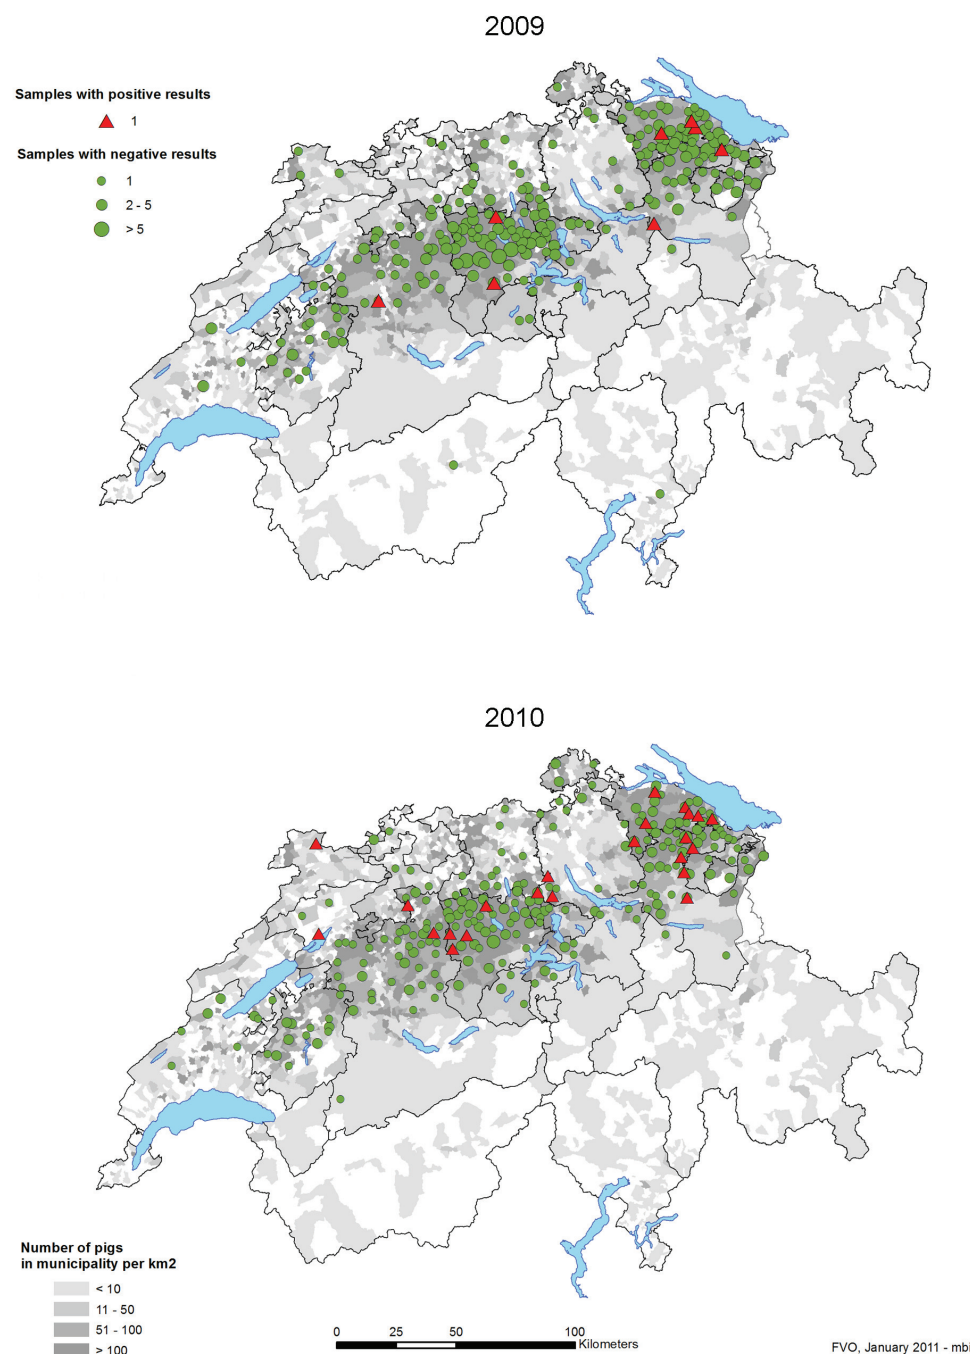 2009
Samples with positive results
1
Samples with negative results
1
2 - 5
> 5
2010
Number of pigs
in municipality per km2
< 10
11 - 50
51 - 100
> 100
0 25 50 100
Kilometers
FVO, January 2011 - mbi